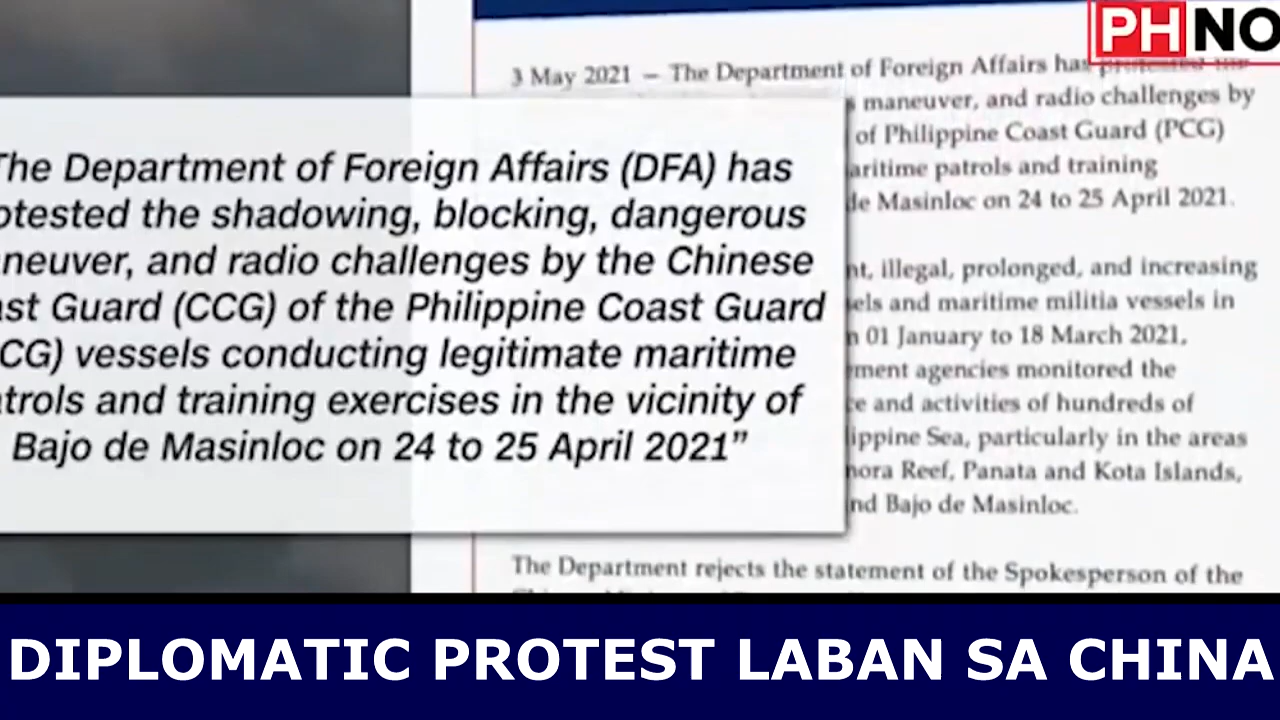 PH NO
3 May 2021 — The Department of Foreign Affairs has
maneuver, and radio challenges by
of Philippine Coast Guard (PCG)
aritime patrols and training
de Masinloc on 24 to 25 April 2021.
nt, illegal, prolonged, and increasing
els and maritime militia vessels in
01 January to 18 March 2021,
ment agencies monitored the
e and activities of hundreds of
ippine Sea, particularly in the areas
nora Reef, Panata and Kota Islands,
nd Bajo de Masinloc.
The Department rejects the statement of the Spokesperson of the
The Department of Foreign Affairs (DFA) has
otested the shadowing, blocking, dangerous
neuver, and radio challenges by the Chinese
ast Guard (CCG) of the Philippine Coast Guard
CG) vessels conducting legitimate maritime
trols and training exercises in the vicinity of
Bajo de Masinloc on 24 to 25 April 2021”
DIPLOMATIC PROTEST LABAN SA CHINA